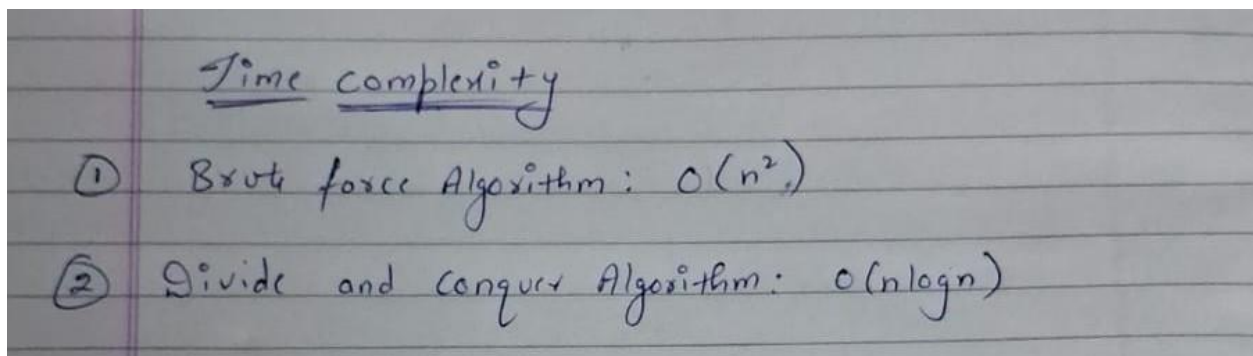 Time complexity
① Brute force Algorithm: O(n²)
② Divide and Conquer Algorithm: O(nlogn)